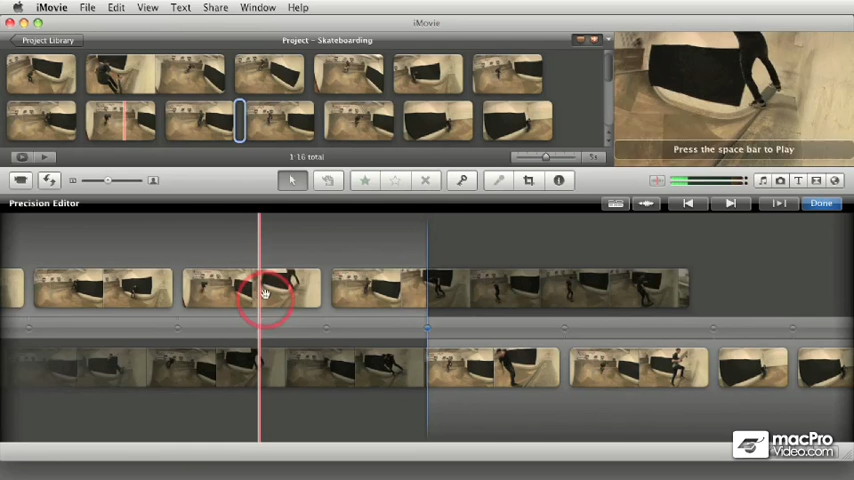 iMovie File Edit View Text Share Window Help
iMovie
Project Library
Project – Skateboarding
Press the space bar to Play
1:16 total
5s
Precision Editor
Done
macPro
Video.com